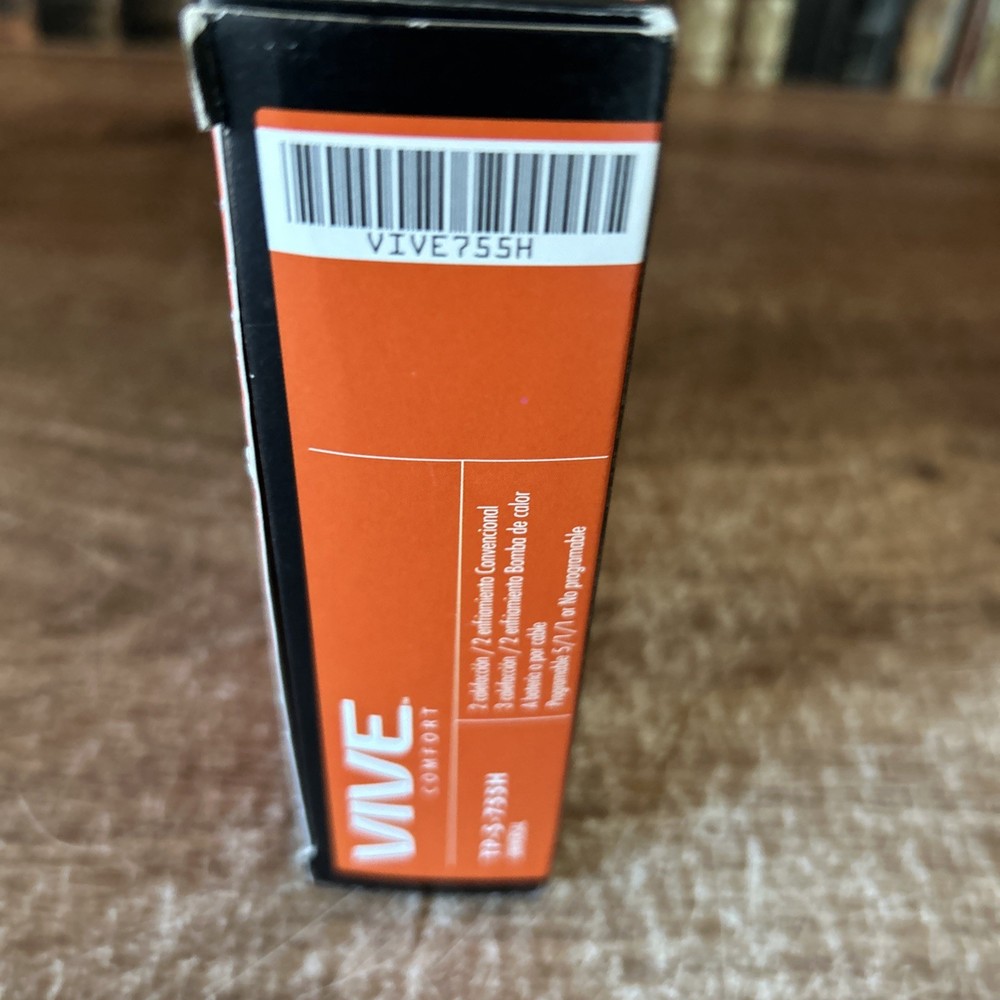 VIVE755H
VIVE™
COMFORT
2 calefacción / 2 enfriamiento Convencional
3 calefacción / 2 enfriamiento Bomba de calor
A batería o por cable
Programable 5/1/1 or No programable
TP-S-755H